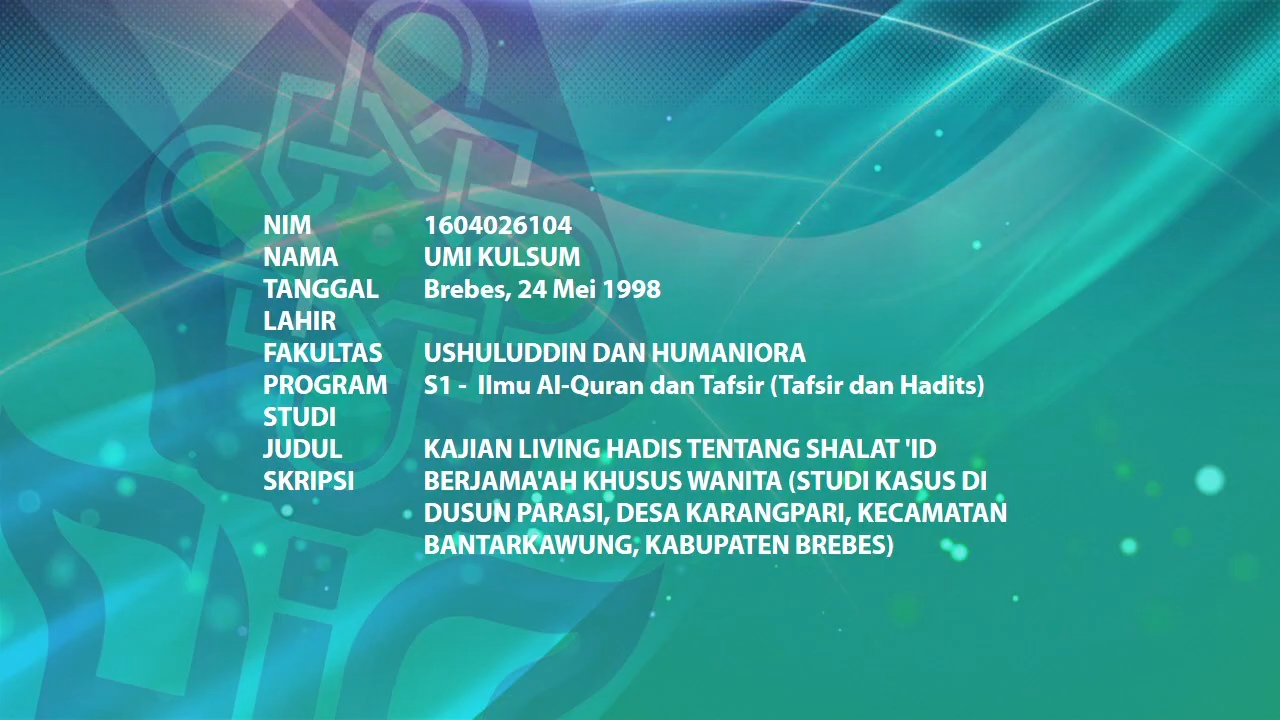 NIM 1604026104
NAMA UMI KULSUM
TANGGAL Brebes, 24 Mei 1998
LAHIR
FAKULTAS USHULUDDIN DAN HUMANIORA
PROGRAM S1 - Ilmu Al-Quran dan Tafsir (Tafsir dan Hadits)
STUDI
JUDUL KAJIAN LIVING HADIS TENTANG SHALAT 'ID
SKRIPSI BERJAMA'AH KHUSUS WANITA (STUDI KASUS DI
DUSUN PARASI, DESA KARANGPARI, KECAMATAN
BANTARKAWUNG, KABUPATEN BREBES)